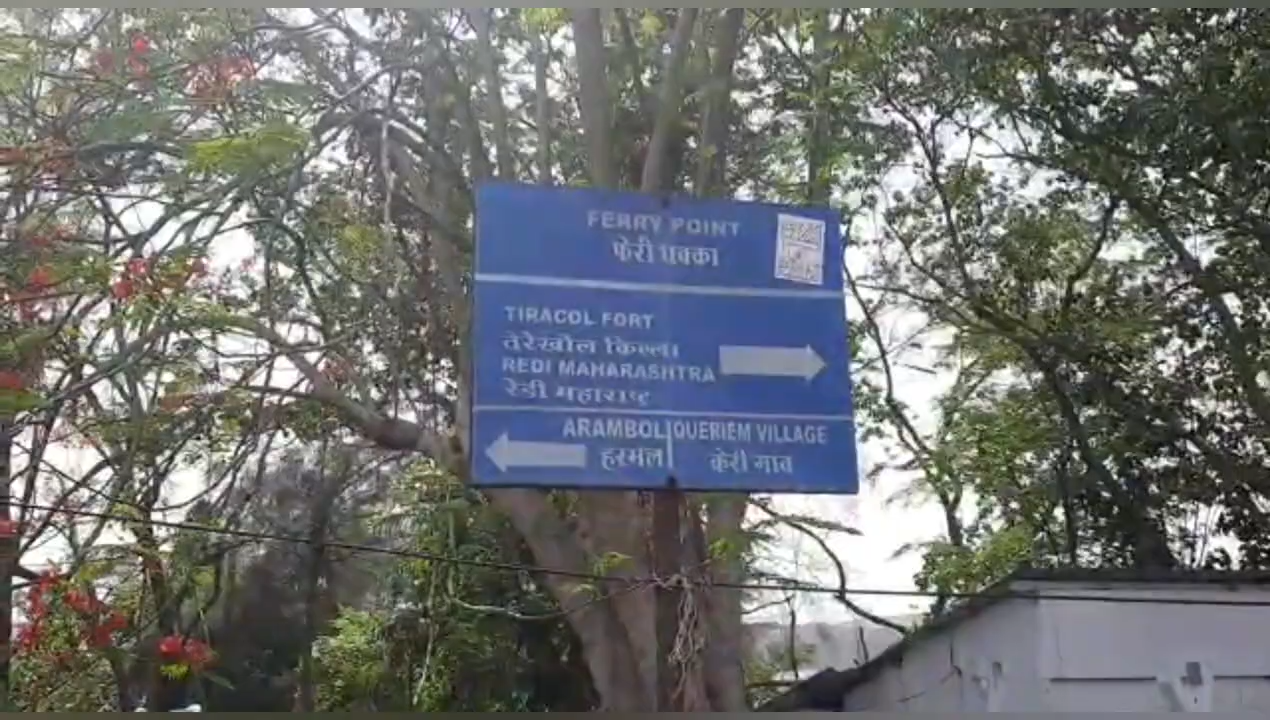 FERRY POINT
फेरी धक्का
TIRACOL FORT
तेरेखोल किल्ला
REDI MAHARASHTRA
रेडी महाराष्ट्र
ARAMBOL QUERIEM VILLAGE
हरमल केरी गाव